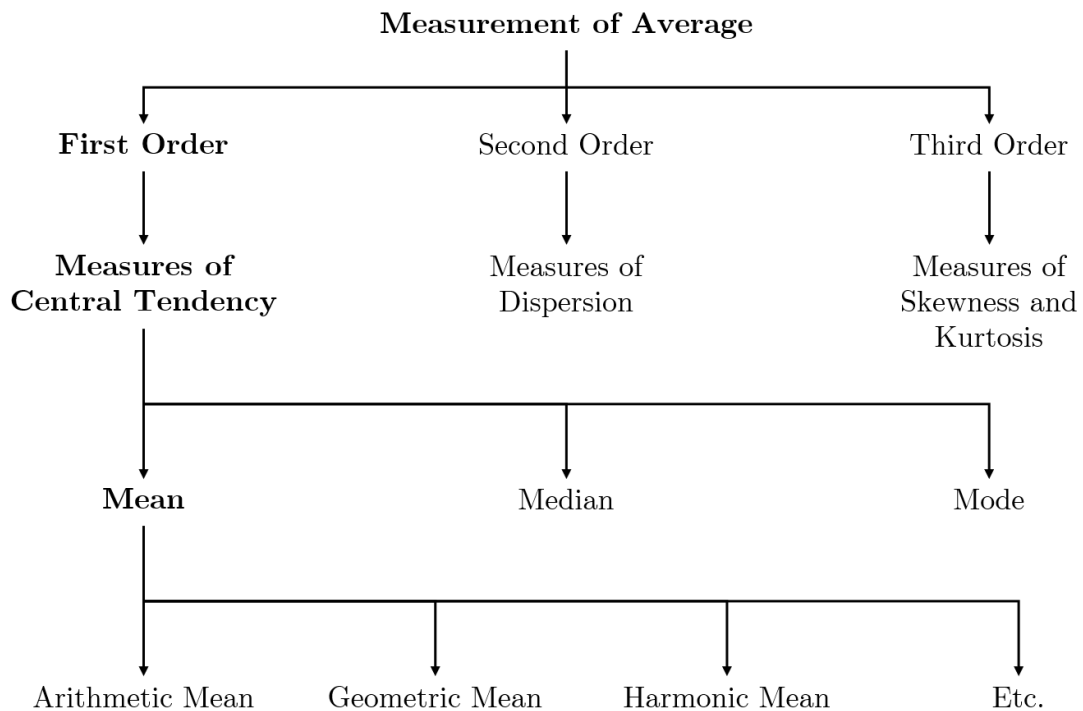 Measurement of Average
First Order
Second Order
Third Order
Measures of
Central Tendency
Measures of
Dispersion
Measures of
Skewness and
Kurtosis
Mean
Median
Mode
Arithmetic Mean
Geometric Mean
Harmonic Mean
Etc.